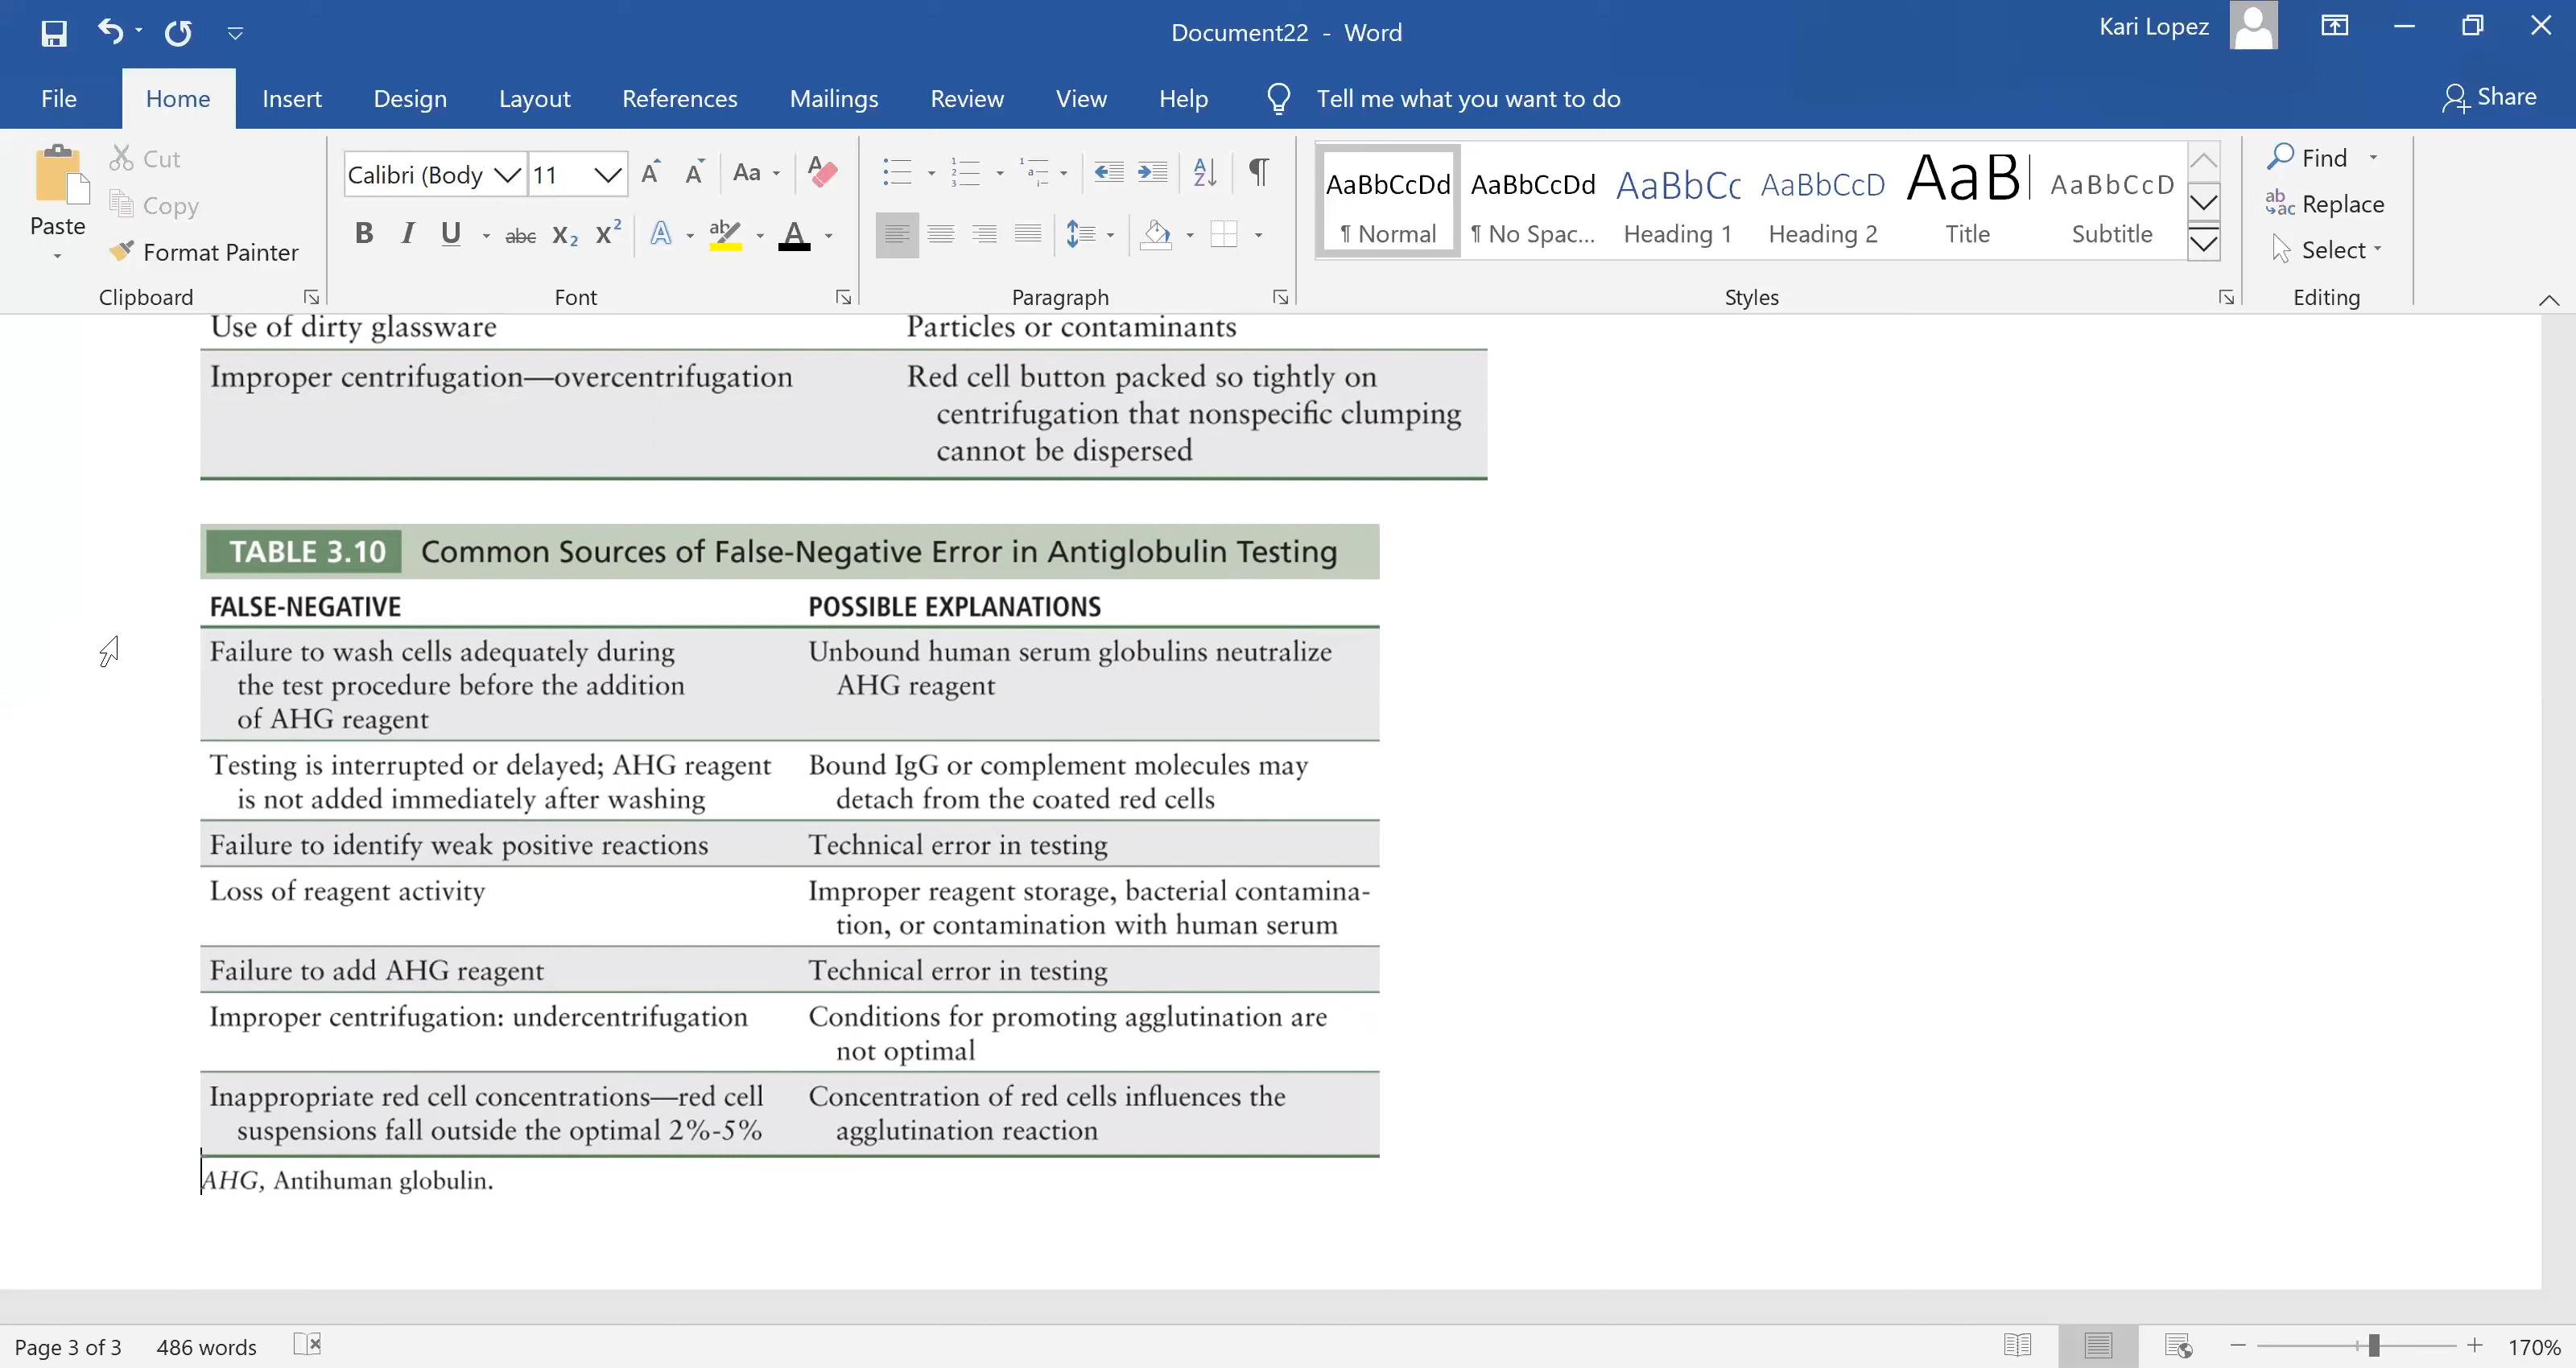 Document22 - Word
Kari Lopez
File Home Insert Design Layout References Mailings Review View Help Tell me what you want to do Share
Paste
Cut
Copy
Format Painter
Clipboard
Calibri (Body 11
Font
Paragraph
AaBbCcDd AaBbCcDd AaBbCc AaBbCcD AaB AaBbCcD
¶ Normal ¶ No Spac... Heading 1 Heading 2 Title Subtitle
Styles
Find
Replace
Select
Editing
Use of dirty glassware Particles or contaminants
Improper centrifugation—overcentrifugation Red cell button packed so tightly on
centrifugation that nonspecific clumping
cannot be dispersed
TABLE 3.10 Common Sources of False-Negative Error in Antiglobulin Testing
FALSE-NEGATIVE POSSIBLE EXPLANATIONS
Failure to wash cells adequately during Unbound human serum globulins neutralize
the test procedure before the addition AHG reagent
of AHG reagent
Testing is interrupted or delayed; AHG reagent Bound IgG or complement molecules may
is not added immediately after washing detach from the coated red cells
Failure to identify weak positive reactions Technical error in testing
Loss of reagent activity Improper reagent storage, bacterial contamina-
tion, or contamination with human serum
Failure to add AHG reagent Technical error in testing
Improper centrifugation: undercentrifugation Conditions for promoting agglutination are
not optimal
Inappropriate red cell concentrations—red cell Concentration of red cells influences the
suspensions fall outside the optimal 2%-5% agglutination reaction
AHG, Antihuman globulin.
Page 3 of 3 486 words 170%